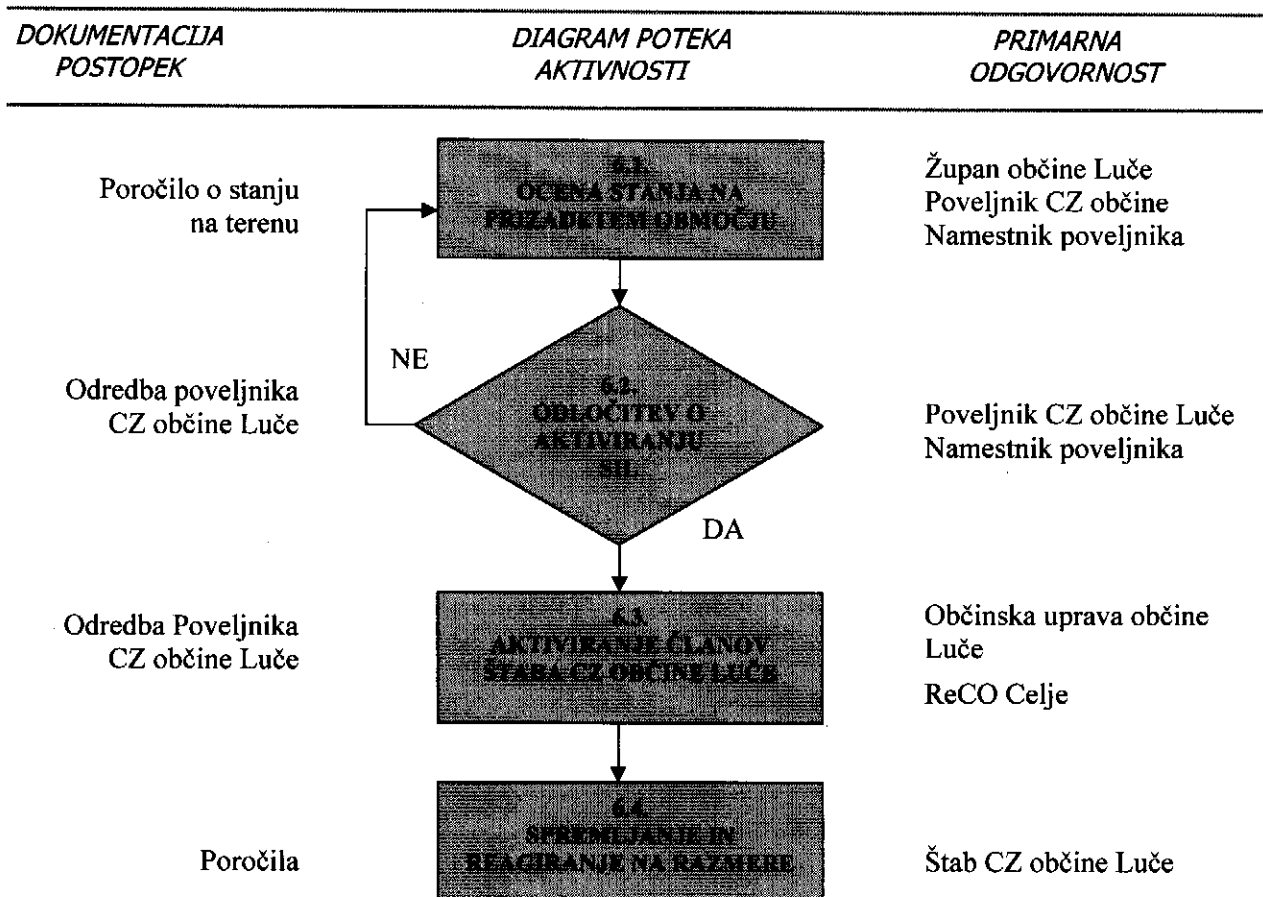 DOKUMENTACIJA
POSTOPEK
DIAGRAM POTEKA
AKTIVNOSTI
PRIMARNA
ODGOVORNOST
Poročilo o stanju
na terenu
6.1.
OCENA STANJA NA
PRIZADETEM OBMOČJU
Župan občine Luče
Poveljnik CZ občine
Namestnik poveljnika
NE
Odredba poveljnika
CZ občine Luče
6.2.
ODLOČITEV O
AKTIVIRANJU
SIL
Poveljnik CZ občine Luče
Namestnik poveljnika
DA
Odredba Poveljnika
CZ občine Luče
6.3.
AKTIVIRANJE ČLANOV
ŠTABA CZ OBČINE LUČE
Občinska uprava občine
Luče
ReCO Celje
Poročila
6.4.
SPREMLJANJE IN
REAGIRANJE NA RAZMERE
Štab CZ občine Luče